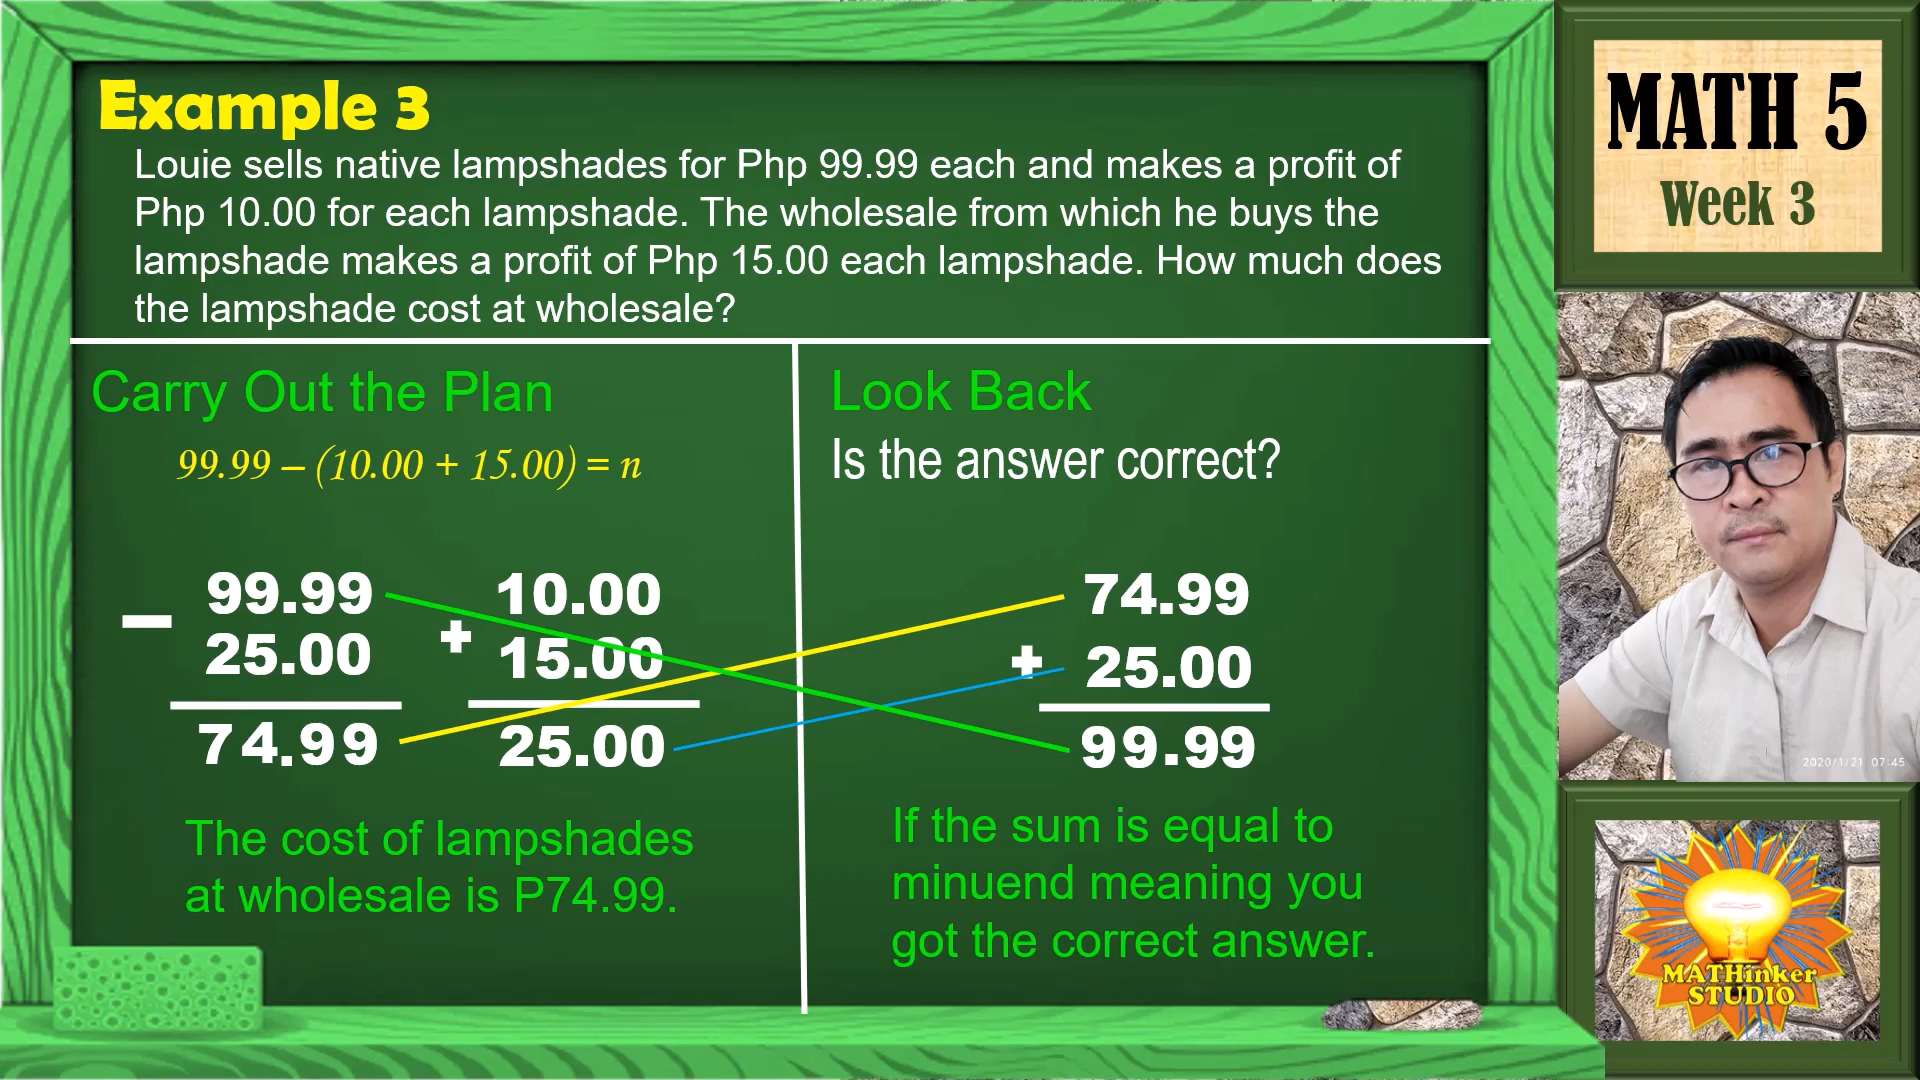 Example 3
Louie sells native lampshades for Php 99.99 each and makes a profit of
Php 10.00 for each lampshade. The wholesale from which he buys the
lampshade makes a profit of Php 15.00 each lampshade. How much does
the lampshade cost at wholesale?
Carry Out the Plan
99.99 – (10.00 + 15.00) = n
99.99
– 25.00
74.99
10.00
+ 15.00
25.00
The cost of lampshades
at wholesale is P74.99.
Look Back
Is the answer correct?
74.99
+ 25.00
99.99
If the sum is equal to
minuend meaning you
got the correct answer.
MATH 5
Week 3
2020/1/21 07:45
MATHinker
STUDIO